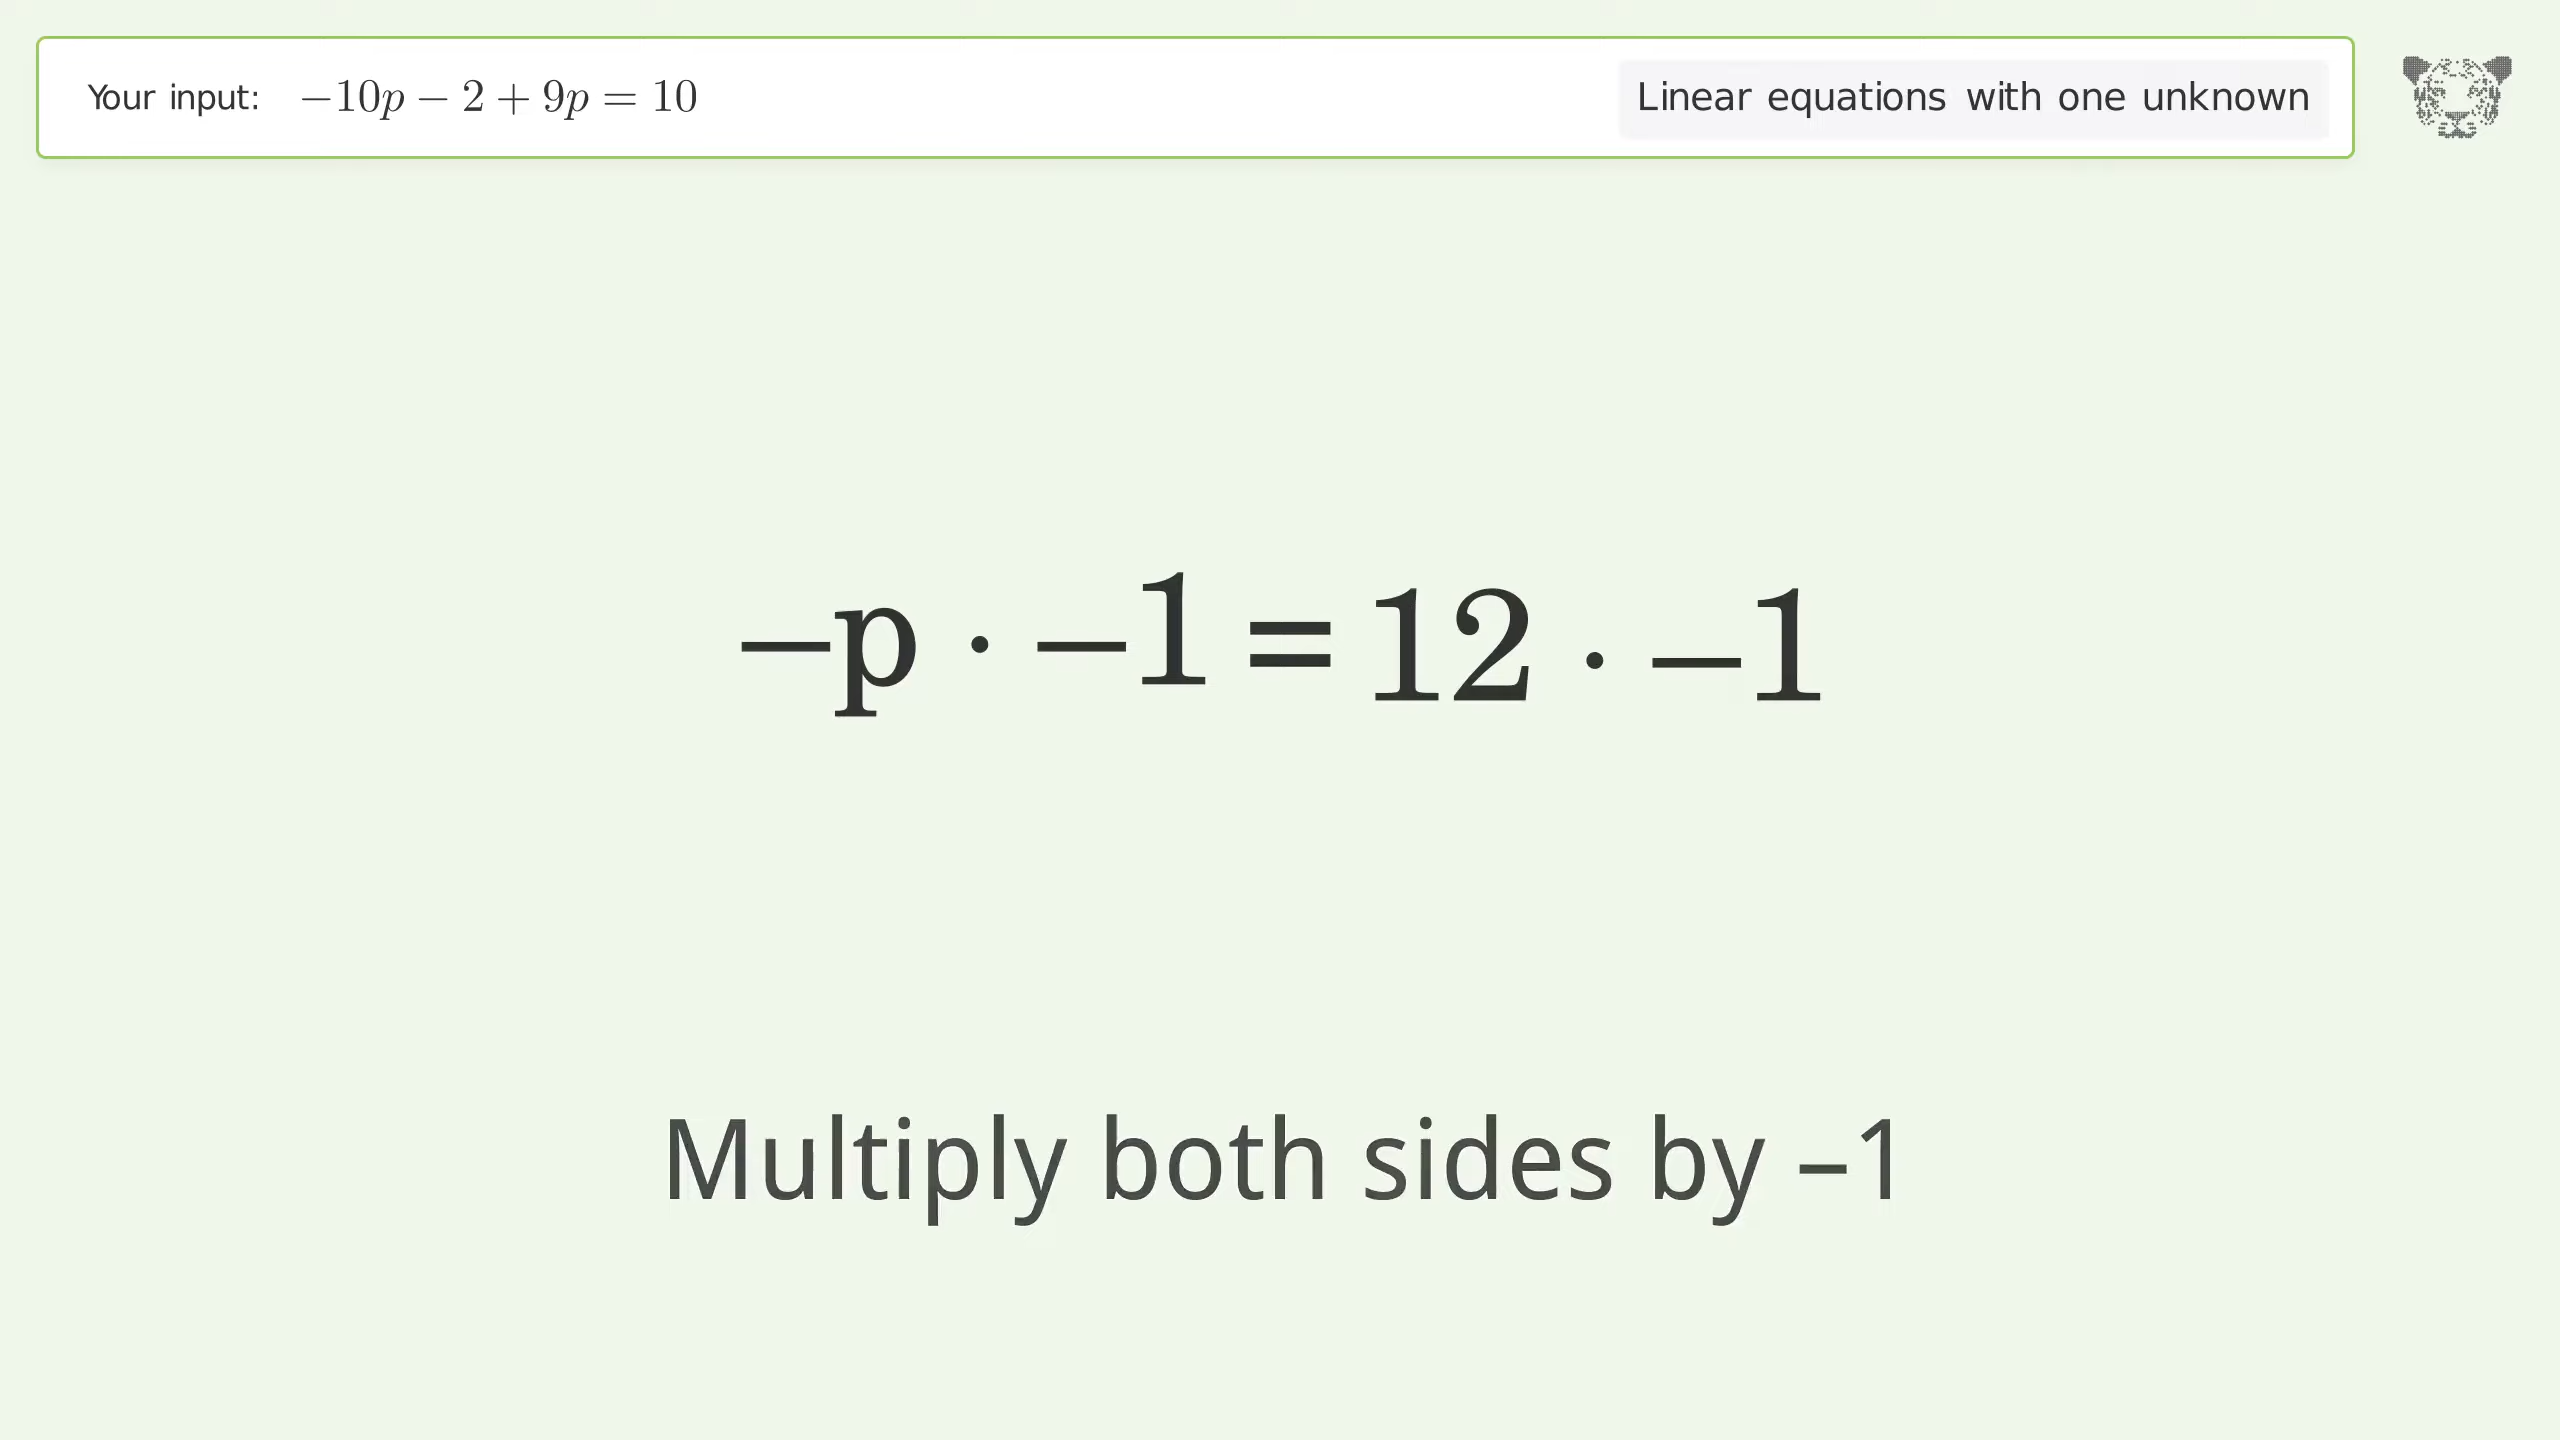 Your input: −10p − 2 + 9p = 10
Linear equations with one unknown
−p · −1 = 12 · −1
Multiply both sides by –1